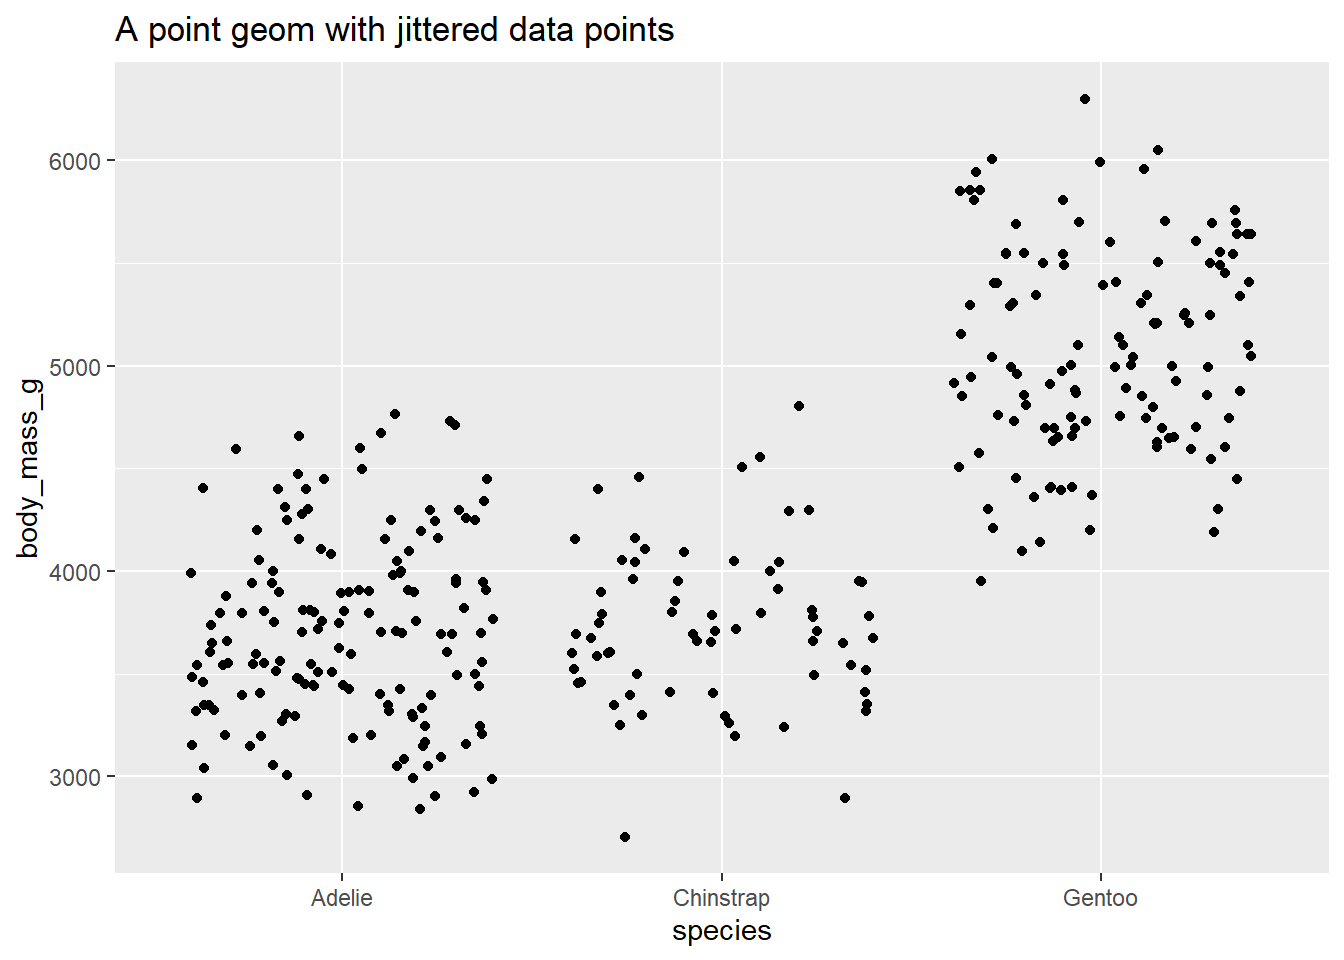 A point geom with jittered data points
6000
5000
4000
3000
body_mass_g
Adelie
Chinstrap
Gentoo
species